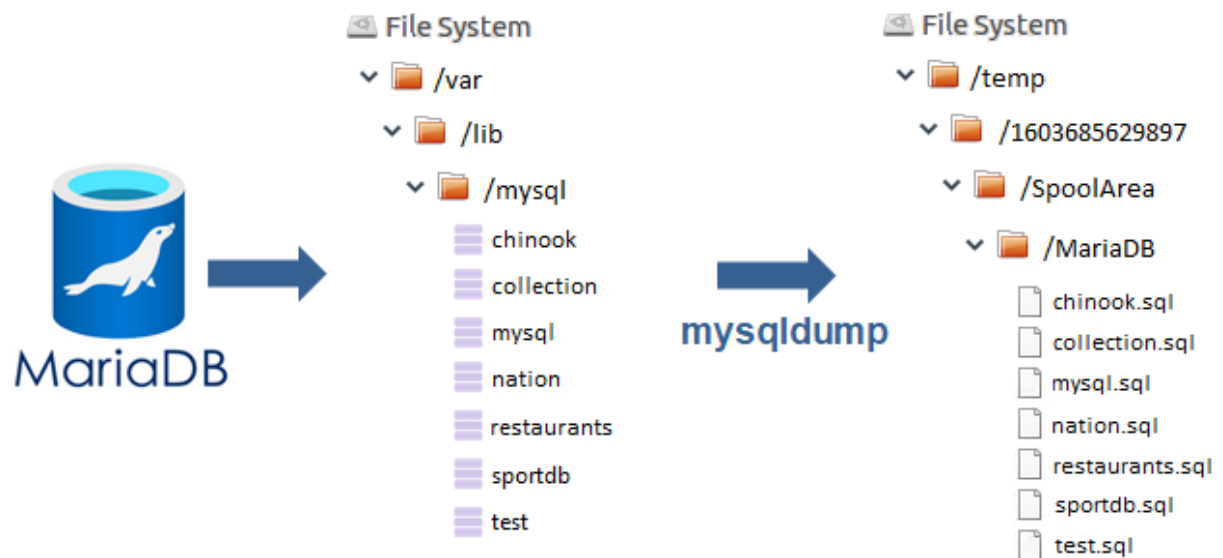 MariaDB
File System
/var
/lib
/mysql
chinook
collection
mysql
nation
restaurants
sportdb
test
mysqldump
File System
/temp
/1603685629897
/SpoolArea
/MariaDB
chinook.sql
collection.sql
mysql.sql
nation.sql
restaurants.sql
sportdb.sql
test.sql